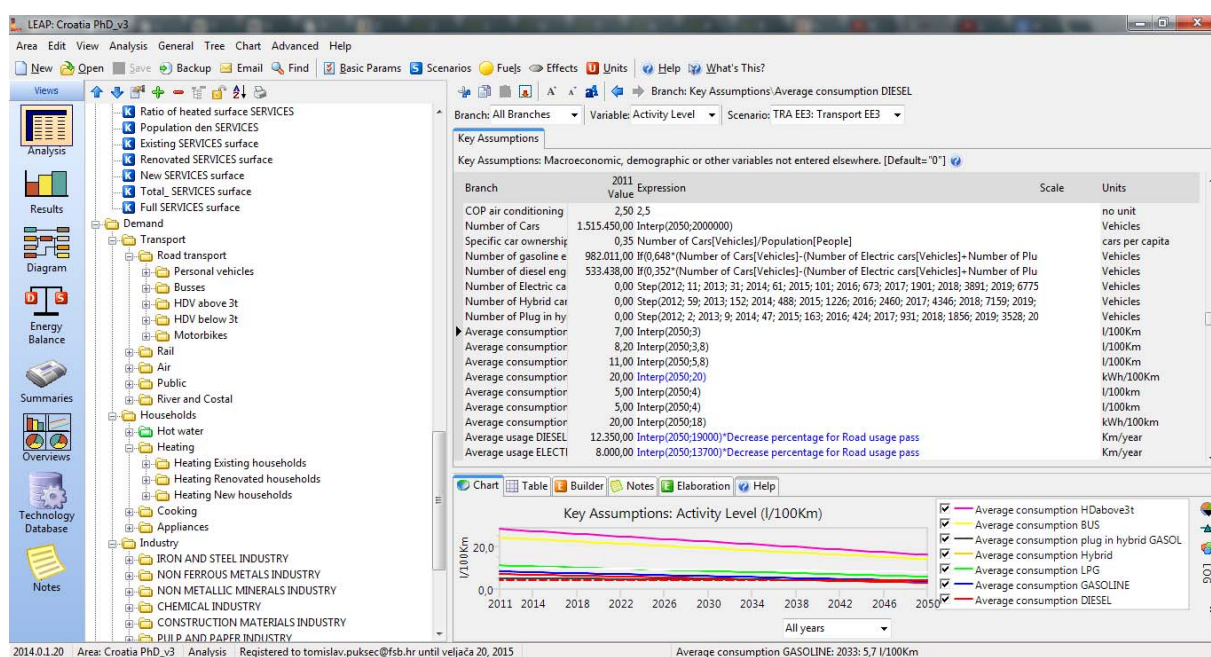 LEAP: Croatia PhD_v3
Area Edit View Analysis General Tree Chart Advanced Help
New Open Save Backup Email Find Basic Params Scenarios Fuels Effects Units Help What's This?
Views
Analysis
Results
Diagram
Energy Balance
Summaries
Overviews
Technology Database
Notes
Ratio of heated surface SERVICES
Population den SERVICES
Existing SERVICES surface
Renovated SERVICES surface
New SERVICES surface
Total_ SERVICES surface
Full SERVICES surface
Demand
Transport
Road transport
Personal vehicles
Busses
HDV above 3t
HDV below 3t
Motorbikes
Rail
Air
Public
River and Costal
Households
Hot water
Heating
Heating Existing households
Heating Renovated households
Heating New households
Cooking
Appliances
Industry
IRON AND STEEL INDUSTRY
NON FERROUS METALS INDUSTRY
NON METALLIC MINERALS INDUSTRY
CHEMICAL INDUSTRY
CONSTRUCTION MATERIALS INDUSTRY
PULP AND PAPER INDUSTRY
Branch: Key Assumptions\Average consumption DIESEL
Branch: All Branches Variable: Activity Level Scenario: TRA EE3: Transport EE3
Key Assumptions
Key Assumptions: Macroeconomic, demographic or other variables not entered elsewhere. [Default="0"]
Branch 2011 Value Expression Scale Units
COP air conditioning 2,50 2,5 no unit
Number of Cars 1.515.450,00 Interp(2050;2000000) Vehicles
Specific car ownership 0,35 Number of Cars[Vehicles]/Population[People] cars per capita
Number of gasoline e 982.011,00 If(0,648*(Number of Cars[Vehicles]-(Number of Electric cars[Vehicles]+Number of Plu Vehicles
Number of diesel eng 533.438,00 If(0,352*(Number of Cars[Vehicles]-(Number of Electric cars[Vehicles]+Number of Plu Vehicles
Number of Electric ca 0,00 Step(2012; 11; 2013; 31; 2014; 61; 2015; 101; 2016; 673; 2017; 1901; 2018; 3891; 2019; 6775 Vehicles
Number of Hybrid car 0,00 Step(2012; 59; 2013; 152; 2014; 488; 2015; 1226; 2016; 2460; 2017; 4346; 2018; 7159; 2019; Vehicles
Number of Plug in hy 0,00 Step(2012; 2; 2013; 9; 2014; 47; 2015; 163; 2016; 424; 2017; 931; 2018; 1856; 2019; 3528; 20 Vehicles
Average consumption 7,00 Interp(2050;3) l/100Km
Average consumption 8,20 Interp(2050;3,8) l/100Km
Average consumption 11,00 Interp(2050;5,8) l/100Km
Average consumption 20,00 Interp(2050;20) kWh/100Km
Average consumption 5,00 Interp(2050;4) l/100km
Average consumption 5,00 Interp(2050;4) l/100km
Average consumption 20,00 Interp(2050;18) kWh/100km
Average usage DIESEL 12.350,00 Interp(2050;19000)*Decrease percentage for Road usage pass Km/year
Average usage ELECTI 8.000,00 Interp(2050;13700)*Decrease percentage for Road usage pass Km/year
Chart Table Builder Notes Elaboration Help
Key Assumptions: Activity Level (l/100Km)
l/100Km
20,0
0,0
2011 2014 2018 2022 2026 2030 2034 2038 2042 2046 2050
All years
Average consumption HDabove3t
Average consumption BUS
Average consumption plug in hybrid GASOL
Average consumption Hybrid
Average consumption LPG
Average consumption GASOLINE
Average consumption DIESEL
LOG
2014.0.1.20 Area: Croatia PhD_v3 Analysis Registered to tomislav.puksec@fsb.hr until veljača 20, 2015 Average consumption GASOLINE: 2033: 5,7 l/100Km